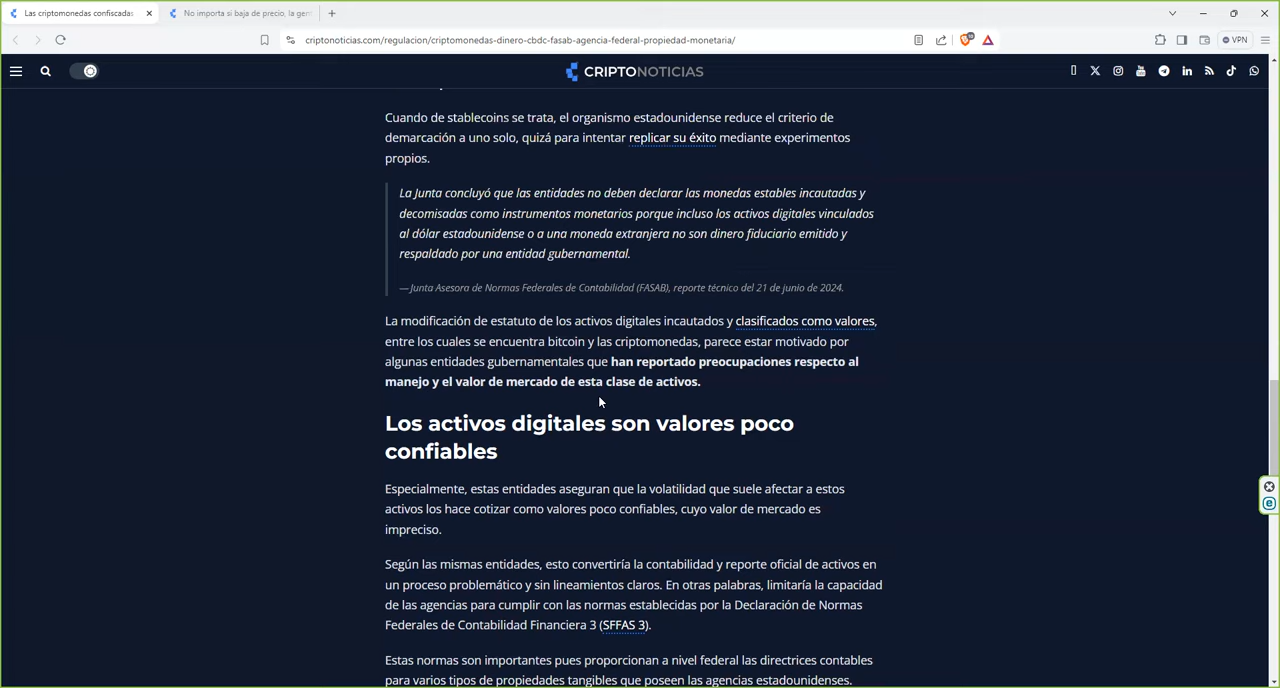 Las criptomonedas confiscadas
No importa si baja de precio, la gen
criptonoticias.com/regulacion/criptomonedas-dinero-cbdc-fasab-agencia-federal-propiedad-monetaria/
VPN
CRIPTONOTICIAS
Cuando de stablecoins se trata, el organismo estadounidense reduce el criterio de
demarcación a uno solo, quizá para intentar replicar su éxito mediante experimentos
propios.
La Junta concluyó que las entidades no deben declarar las monedas estables incautadas y
decomisadas como instrumentos monetarios porque incluso los activos digitales vinculados
al dólar estadounidense o a una moneda extranjera no son dinero fiduciario emitido y
respaldado por una entidad gubernamental.
— Junta Asesora de Normas Federales de Contabilidad (FASAB), reporte técnico del 21 de junio de 2024.
La modificación de estatuto de los activos digitales incautados y clasificados como valores,
entre los cuales se encuentra bitcoin y las criptomonedas, parece estar motivado por
algunas entidades gubernamentales que han reportado preocupaciones respecto al
manejo y el valor de mercado de esta clase de activos.
Los activos digitales son valores poco
confiables
Especialmente, estas entidades aseguran que la volatilidad que suele afectar a estos
activos los hace cotizar como valores poco confiables, cuyo valor de mercado es
impreciso.
Según las mismas entidades, esto convertiría la contabilidad y reporte oficial de activos en
un proceso problemático y sin lineamientos claros. En otras palabras, limitaría la capacidad
de las agencias para cumplir con las normas establecidas por la Declaración de Normas
Federales de Contabilidad Financiera 3 (SFFAS 3).
Estas normas son importantes pues proporcionan a nivel federal las directrices contables
para varios tipos de propiedades tangibles que poseen las agencias estadounidenses.